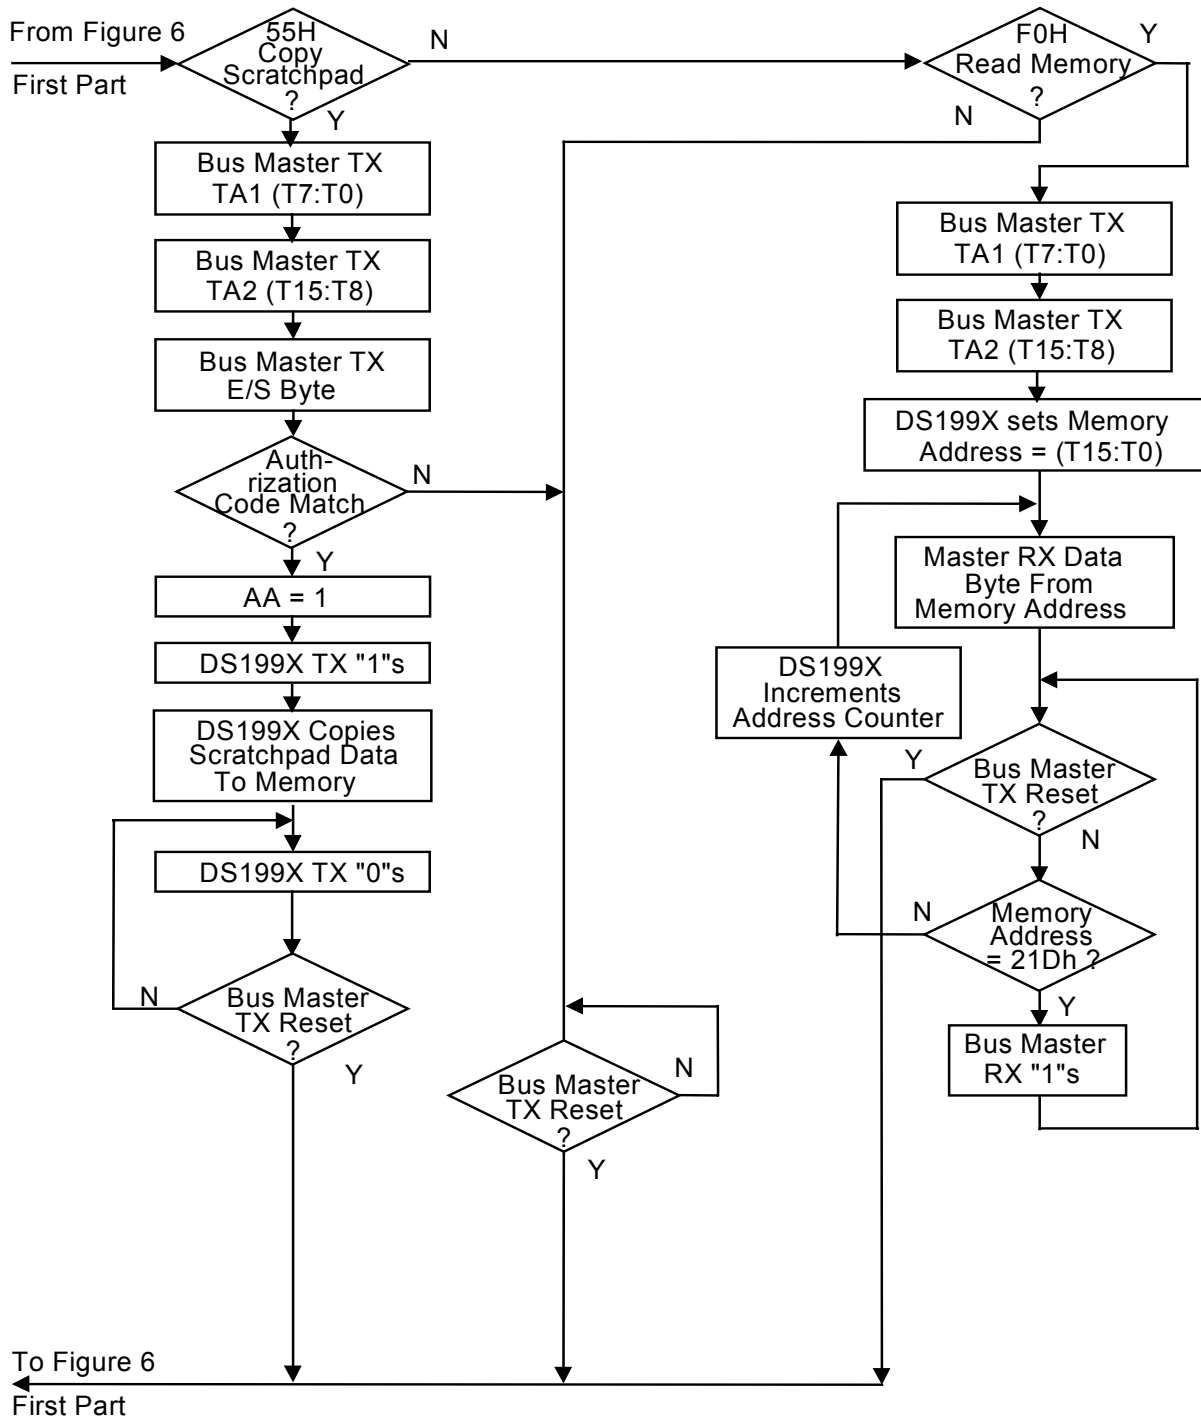 From Figure 6
First Part
55H
Copy
Scratchpad
?
N
Y
F0H
Read Memory
?
Y
N
Bus Master TX
TA1 (T7:T0)
Bus Master TX
TA2 (T15:T8)
Bus Master TX
E/S Byte
Auth-
rization
Code Match
?
N
Y
AA = 1
DS199X TX "1"s
DS199X Copies
Scratchpad Data
To Memory
DS199X TX "0"s
Bus Master
TX Reset
?
N
Y
Bus Master
TX Reset
?
N
Y
Bus Master TX
TA1 (T7:T0)
Bus Master TX
TA2 (T15:T8)
DS199X sets Memory
Address = (T15:T0)
Master RX Data
Byte From
Memory Address
DS199X
Increments
Address Counter
Bus Master
TX Reset
?
Y
N
Memory
Address
= 21Dh ?
N
Y
Bus Master
RX "1"s
To Figure 6
First Part